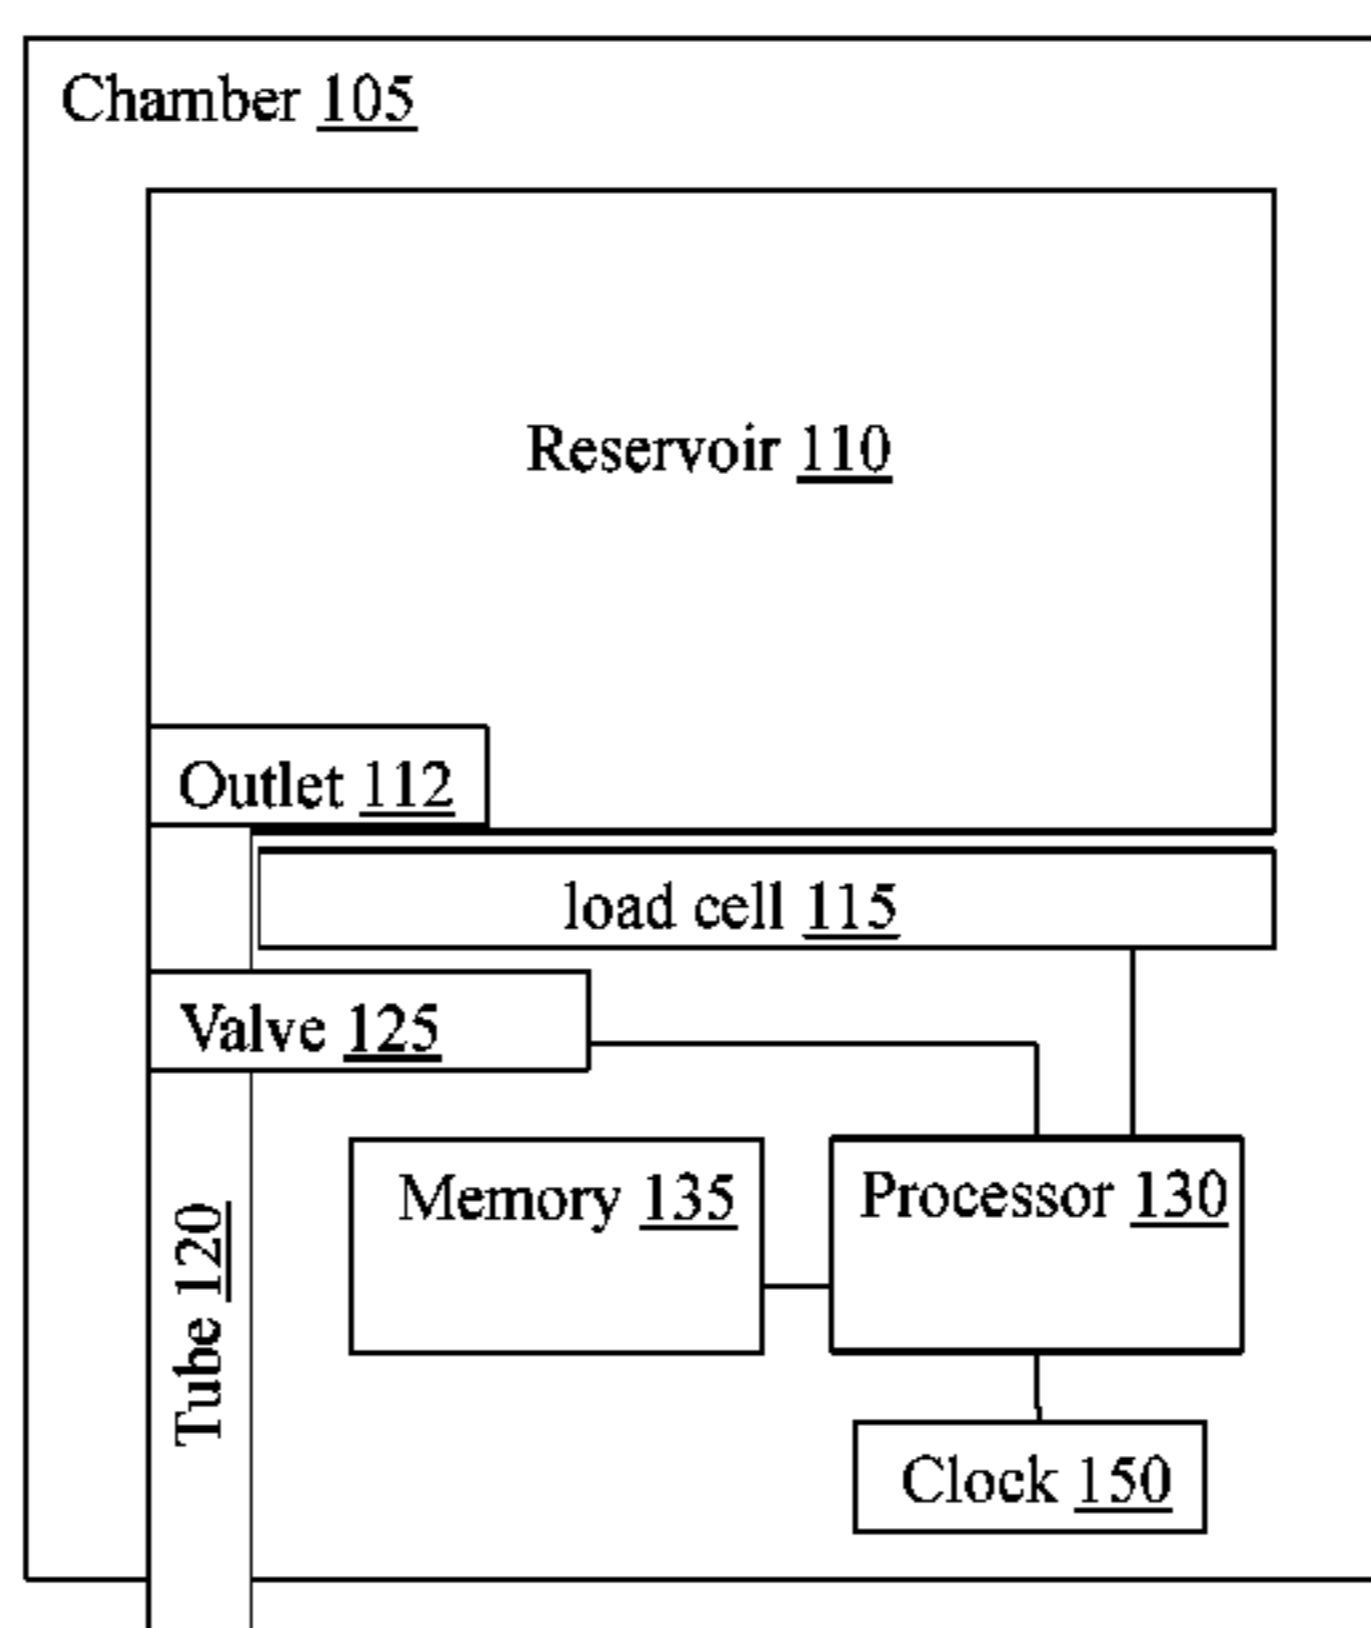 Chamber 105
Reservoir 110
Outlet 112
load cell 115
Valve 125
Memory 135
Processor 130
Tube 120
Clock 150